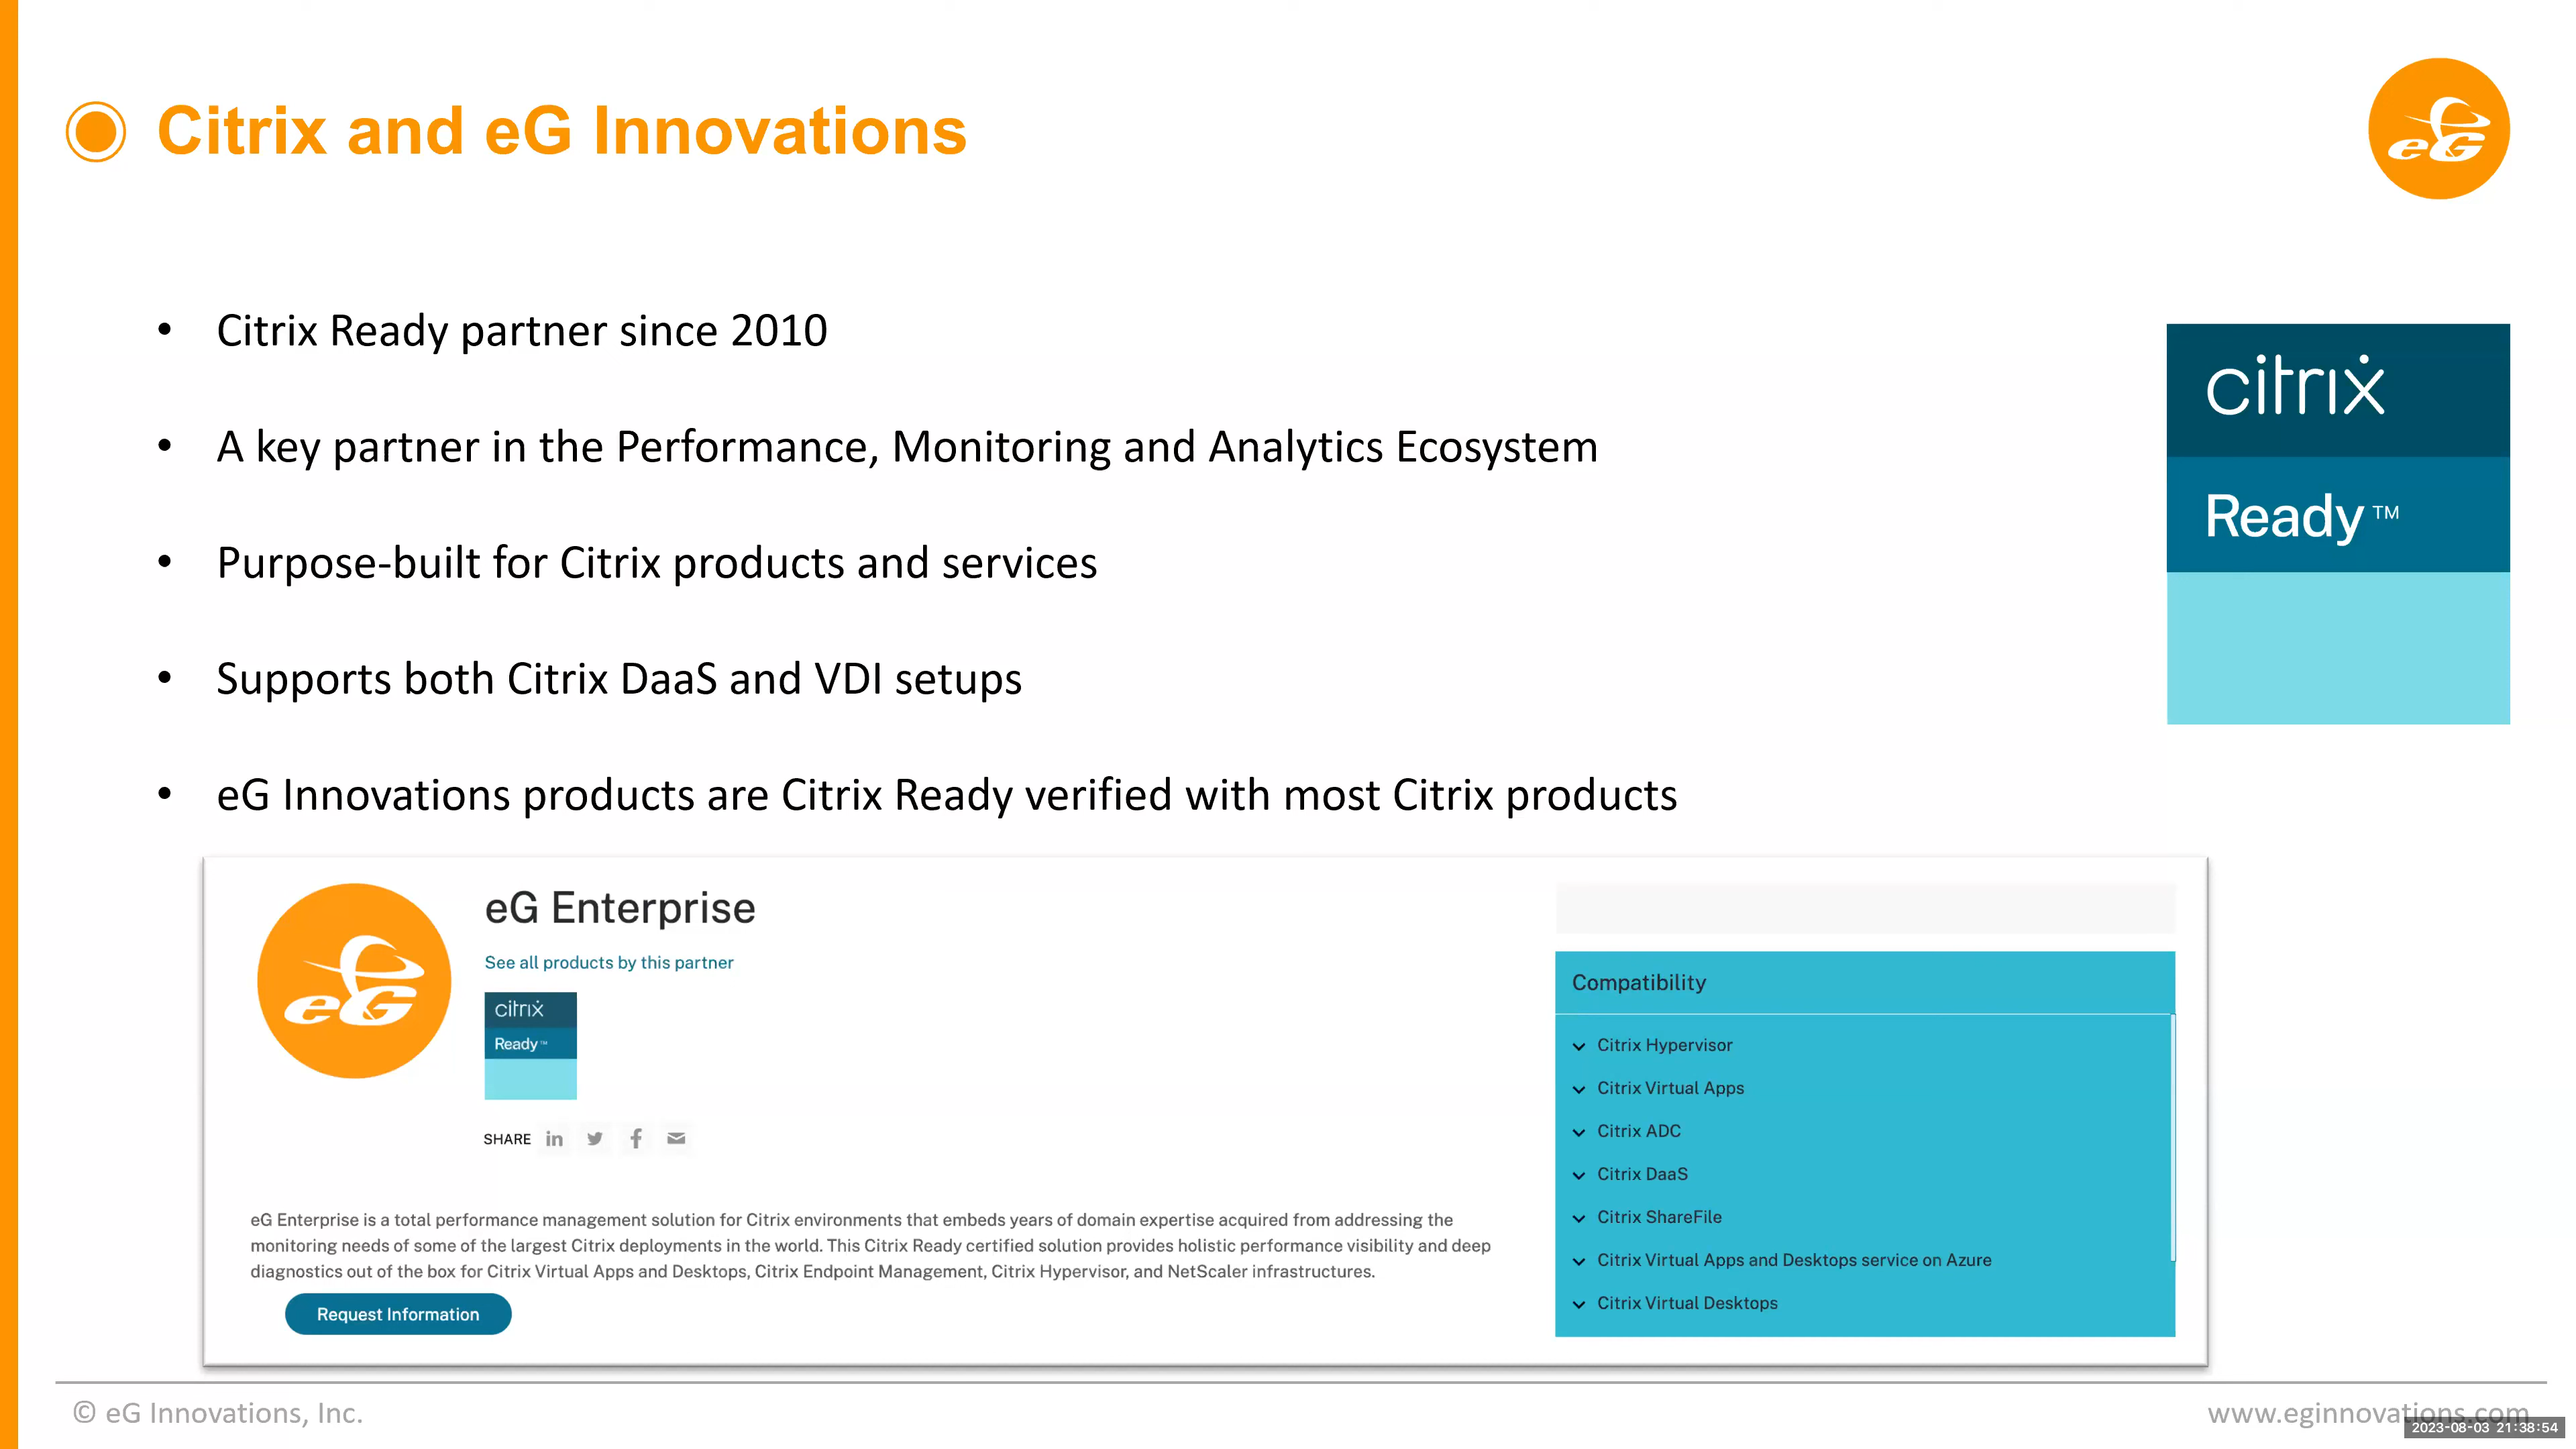 Citrix and eG Innovations
eG
• Citrix Ready partner since 2010
• A key partner in the Performance, Monitoring and Analytics Ecosystem
• Purpose-built for Citrix products and services
• Supports both Citrix DaaS and VDI setups
• eG Innovations products are Citrix Ready verified with most Citrix products
citrix
Ready™
eG
eG Enterprise
See all products by this partner
citrix
Ready™
SHARE
eG Enterprise is a total performance management solution for Citrix environments that embeds years of domain expertise acquired from addressing the
monitoring needs of some of the largest Citrix deployments in the world. This Citrix Ready certified solution provides holistic performance visibility and deep
diagnostics out of the box for Citrix Virtual Apps and Desktops, Citrix Endpoint Management, Citrix Hypervisor, and NetScaler infrastructures.
Request Information
Compatibility
Citrix Hypervisor
Citrix Virtual Apps
Citrix ADC
Citrix DaaS
Citrix ShareFile
Citrix Virtual Apps and Desktops service on Azure
Citrix Virtual Desktops
© eG Innovations, Inc.
www.eginnovations.com
2023-08-03 21:38:54